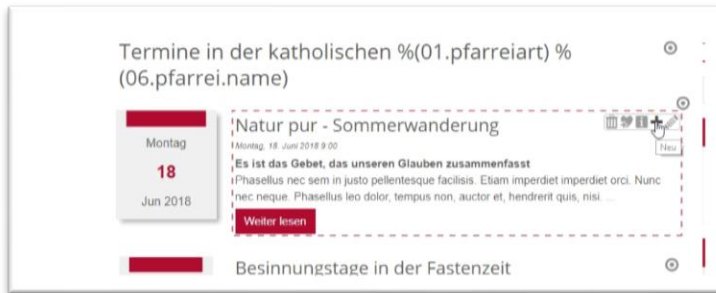 Termine in der katholischen %(01.pfarreiart) %
(06.pfarrei.name)
Natur pur - Sommerwanderung
Montag, 18. Juni 2018 9:00
Neu
Montag
18
Jun 2018
Es ist das Gebet, das unseren Glauben zusammenfasst
Phasellus nec sem in justo pellentesque facilisis. Etiam imperdiet imperdiet orci. Nunc
nec neque. Phasellus leo dolor, tempus non, auctor et, hendrerit quis, nisi. ...
Weiter lesen
Besinnungstage in der Fastenzeit